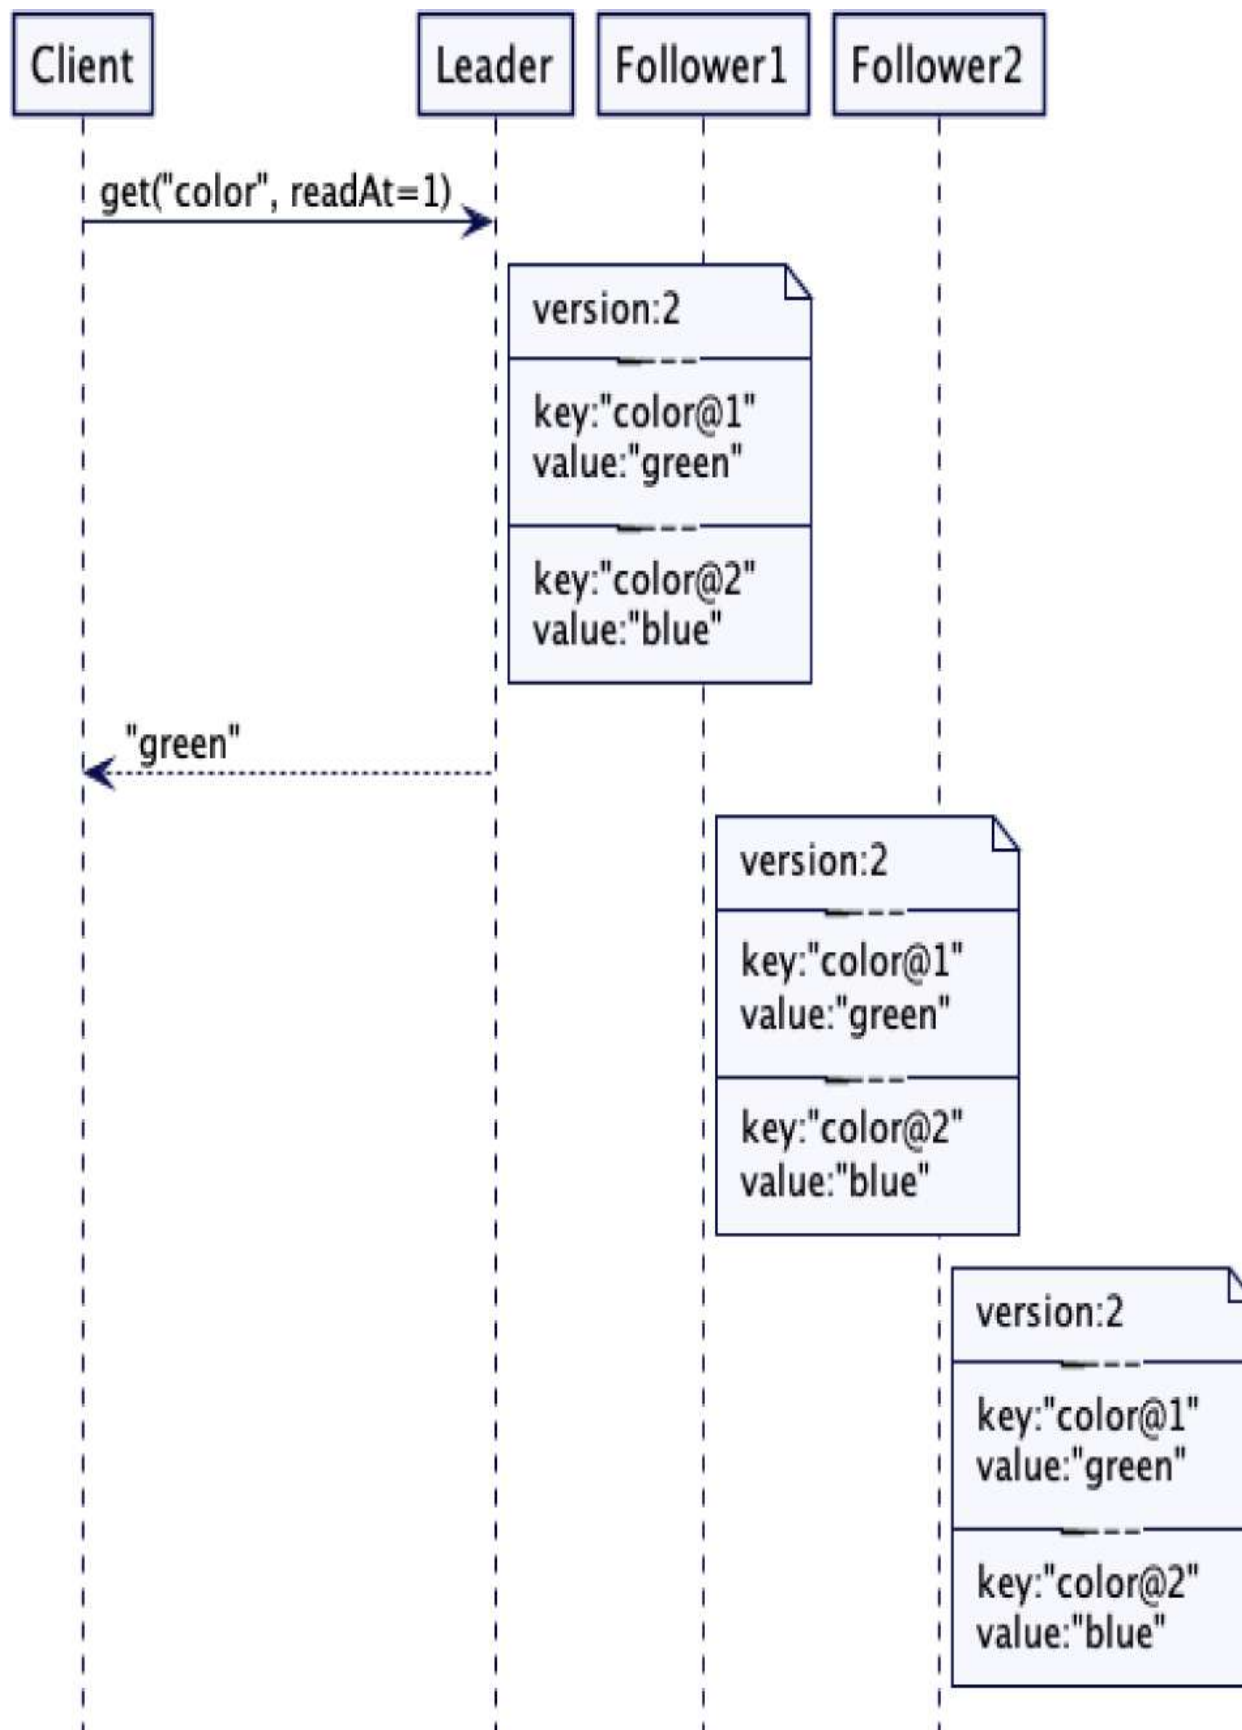 Client
Leader
Follower1
Follower2
get("color", readAt=1)
version:2
key:"color@1"
value:"green"
key:"color@2"
value:"blue"
"green"
version:2
key:"color@1"
value:"green"
key:"color@2"
value:"blue"
version:2
key:"color@1"
value:"green"
key:"color@2"
value:"blue"